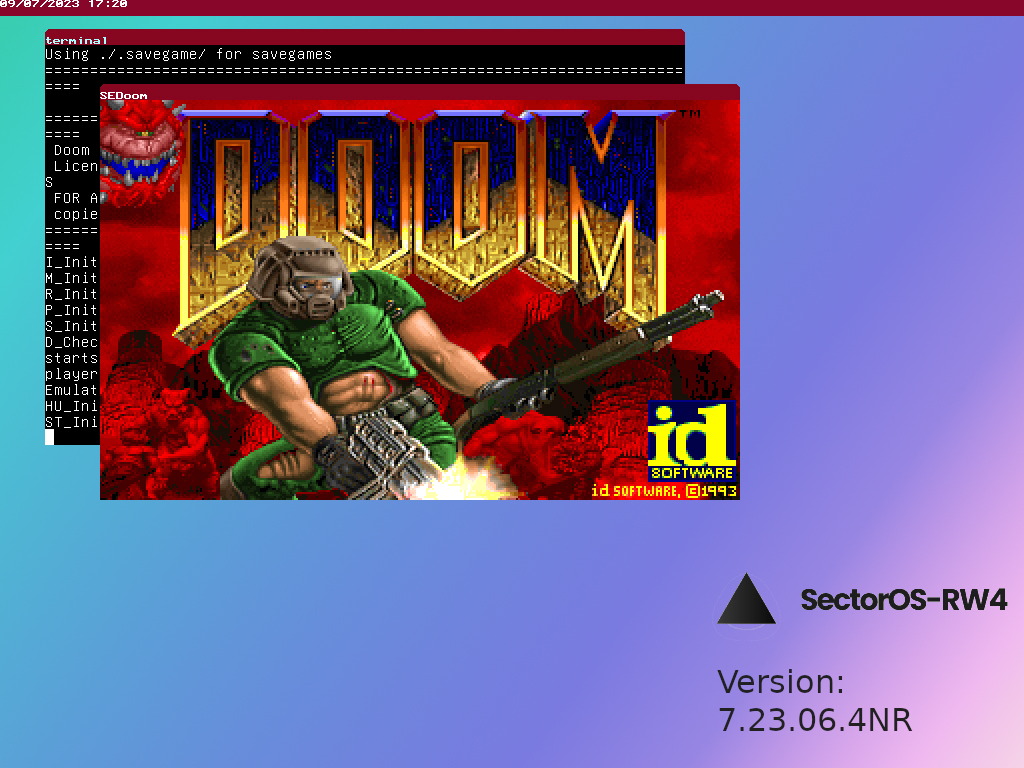 09/07/2023 17:20
terminal
Using ./.savegame/ for savegames
=======================================================================
====
SEDoom
======
====
Doom
Licen
S
FOR A
copie
======
====
I_Init
M_Init
R_Init
P_Init
S_Init
D_Chec
starts
player
Emulat
HU_Ini
ST_Ini
DOOM
TM
id
SOFTWARE
id SOFTWARE, ©1993
SectorOS-RW4
Version:
7.23.06.4NR